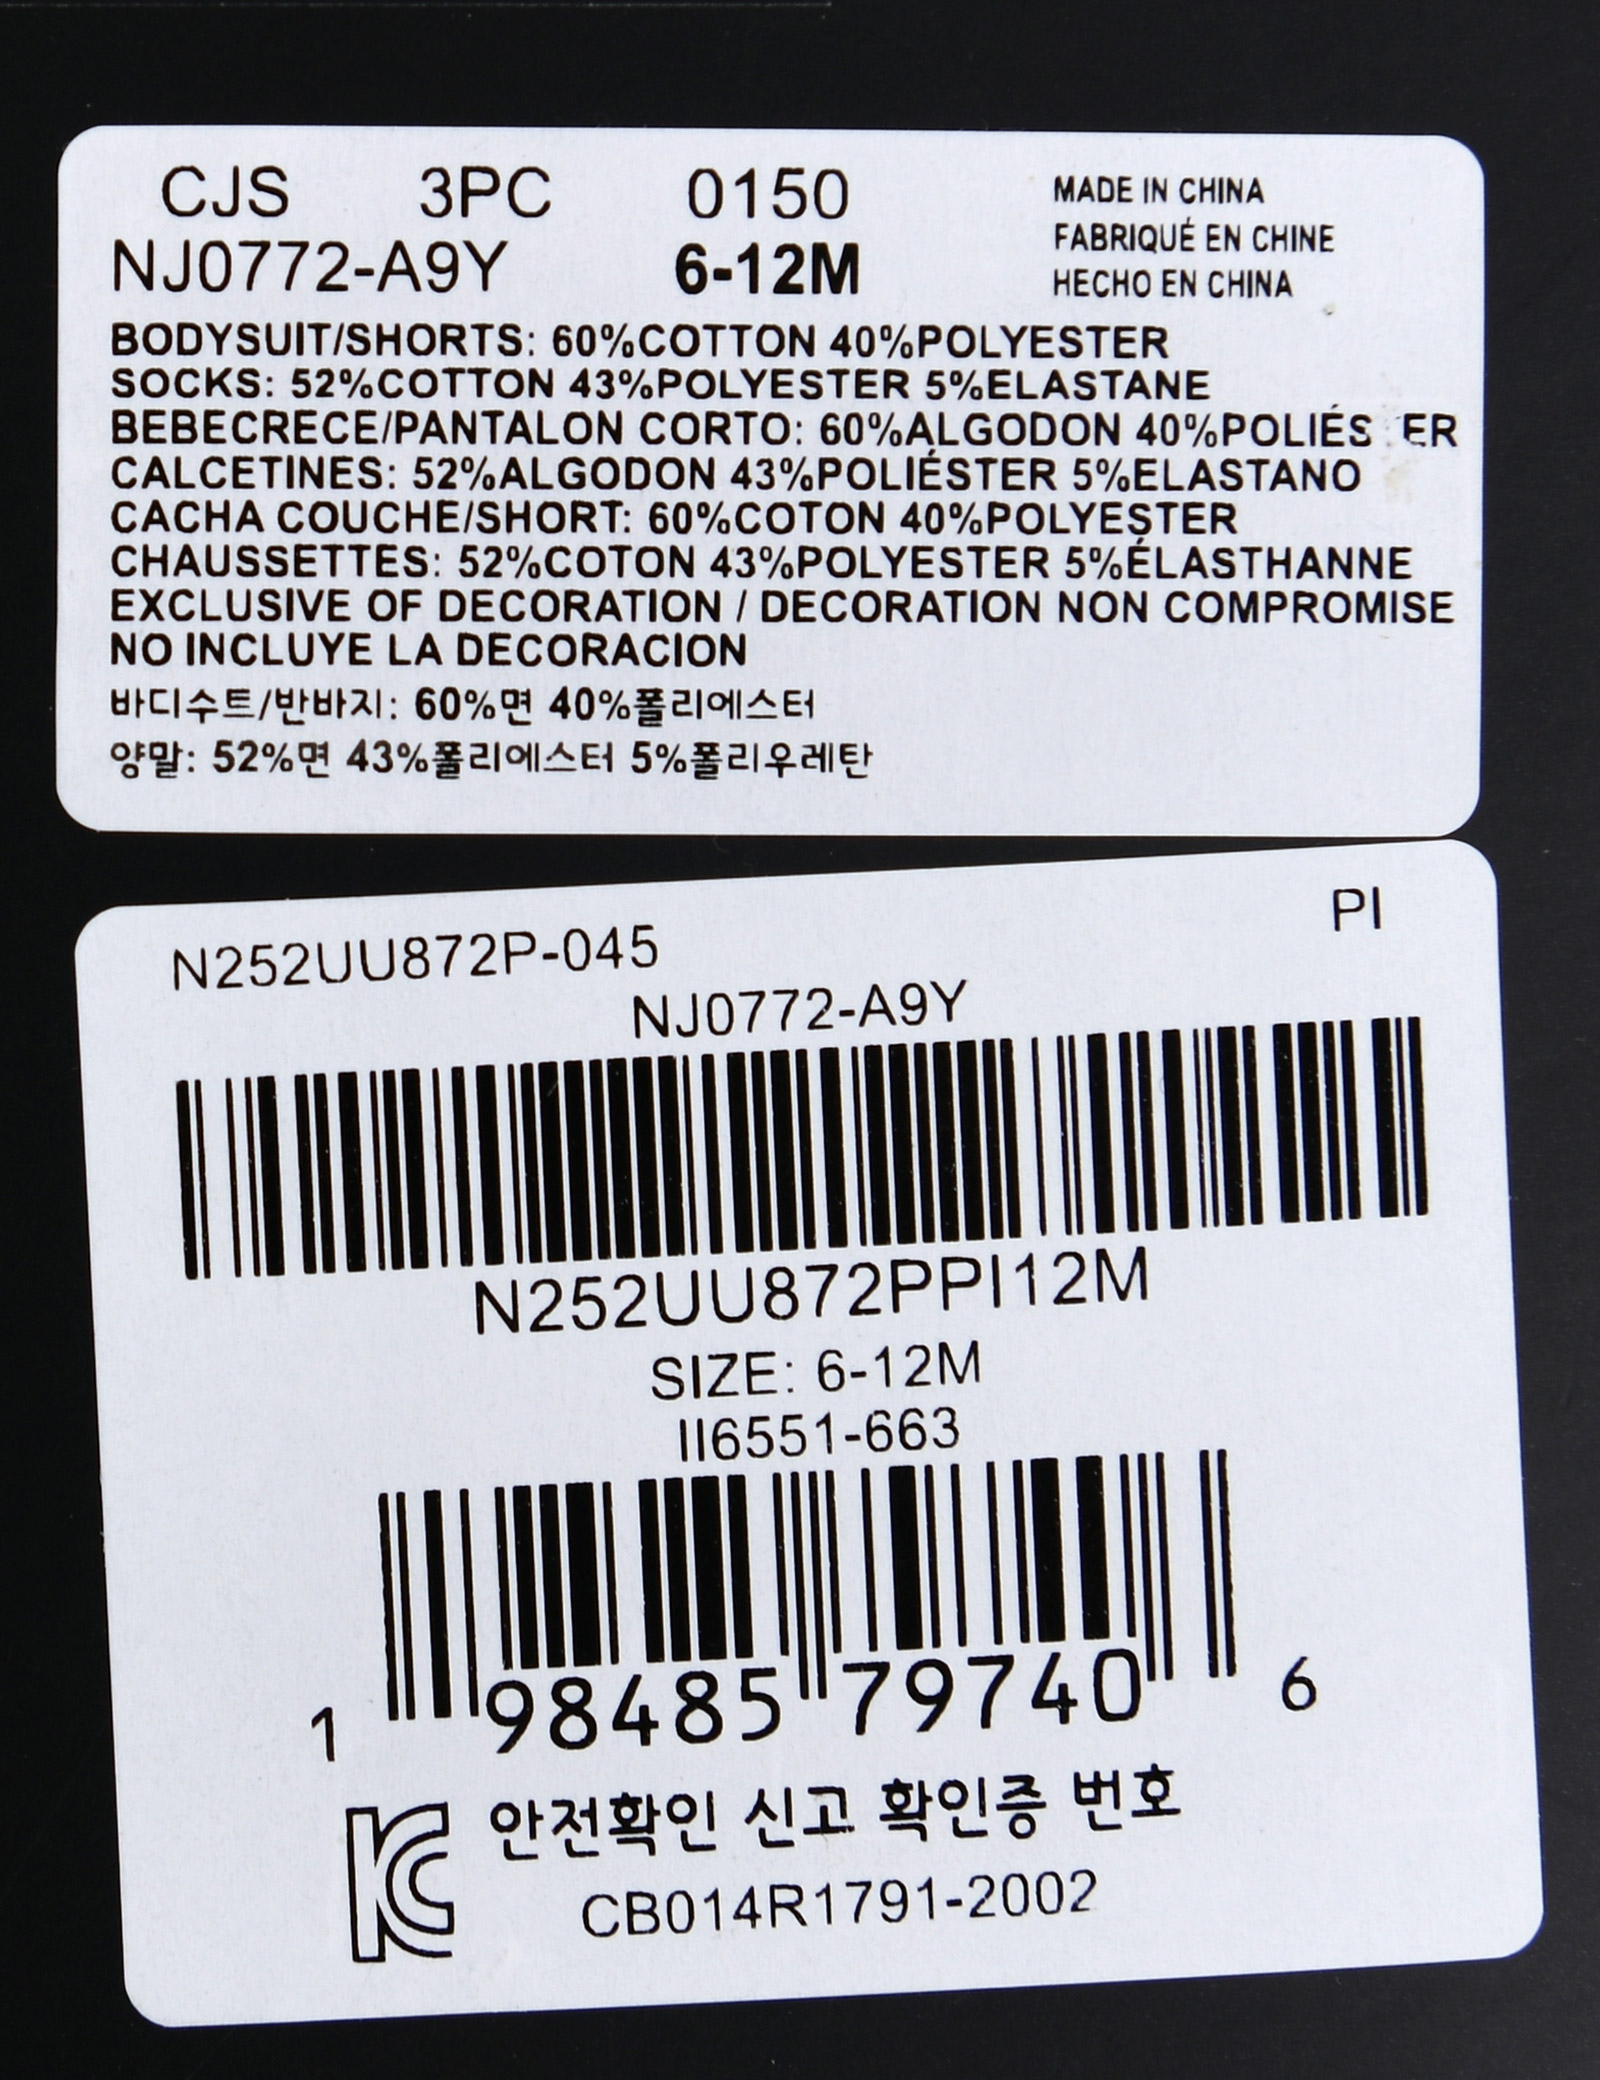 CJS 3PC 0150
NJ0772-A9Y 6-12M
MADE IN CHINA
FABRIQUÉ EN CHINE
HECHO EN CHINA
BODYSUIT/SHORTS: 60%COTTON 40%POLYESTER
SOCKS: 52%COTTON 43%POLYESTER 5%ELASTANE
BEBECRECE/PANTALON CORTO: 60%ALGODON 40%POLIÉS ER
CALCETINES: 52%ALGODON 43%POLIÉSTER 5%ELASTANO
CACHA COUCHE/SHORT: 60%COTON 40%POLYESTER
CHAUSSETTES: 52%COTON 43%POLYESTER 5%ÉLASTHANNE
EXCLUSIVE OF DECORATION / DECORATION NON COMPROMISE
NO INCLUYE LA DECORACION
바디수트/반바지: 60%면 40%폴리에스터
양말: 52%면 43%폴리에스터 5%폴리우레탄
PI
N252UU872P-045
NJ0772-A9Y
N252UU872PPI12M
SIZE: 6-12M
II6551-663
1 98485 79740 6
안전확인 신고 확인증 번호
CB014R1791-2002